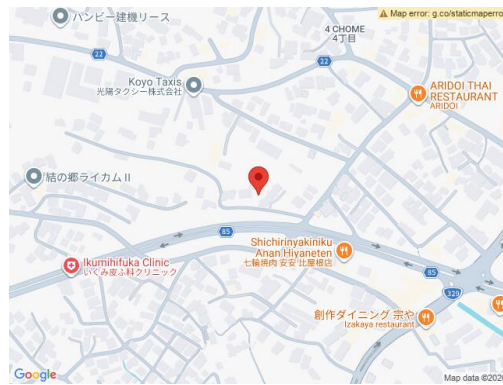 ハンビー建機リース
Map error: g.co/staticmaperro
22
4 CHOME
4丁目
22
Koyo Taxis
光陽タクシー株式会社
ARIDOI THAI
RESTAURANT
ARIDOI
結の郷ライカムⅡ
85
Shichirinyakiniku
Anan Hiyaneten
七輪焼肉 安安 比屋根店
Ikumihifuka Clinic
いくみ皮ふ科クリニック
85
329
創作ダイニング 宗や
Izakaya restaurant
Google
Map data ©202